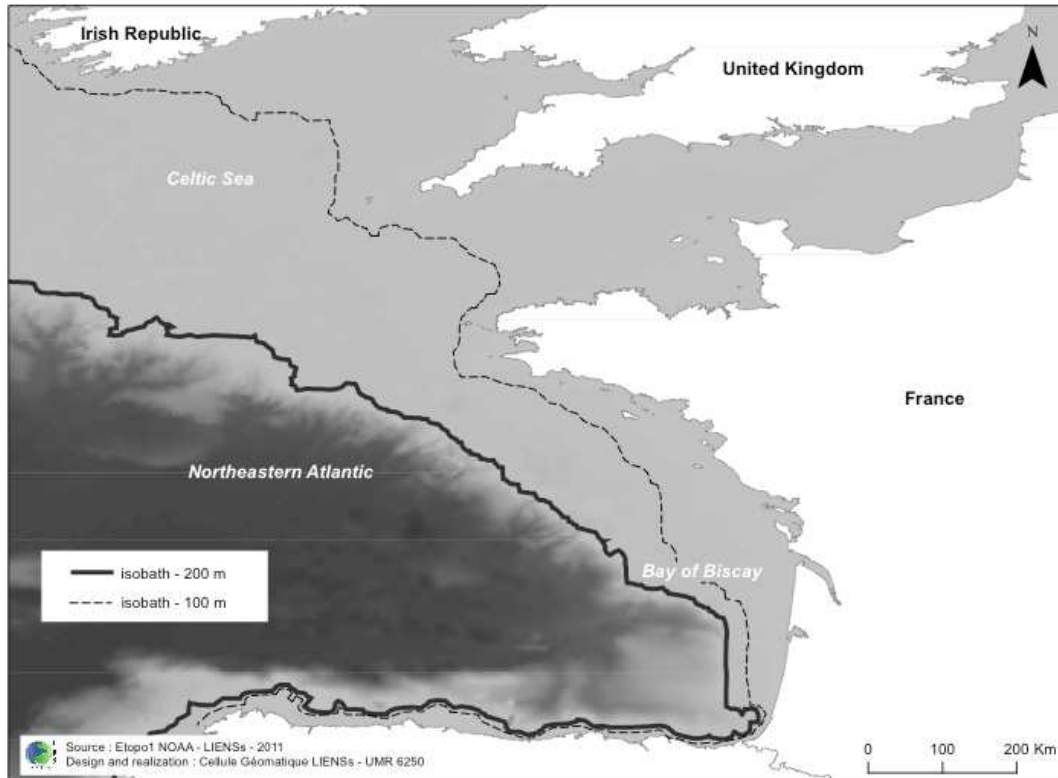 Irish Republic
N
United Kingdom
Celtic Sea
France
Northeastern Atlantic
isobath - 200 m
Bay of Biscay
isobath - 100 m
Source : Etopo1 NOAA - LIENSs - 2011
Design and realization : Cellule Géomatique LIENSs - UMR 6250
0 100 200 Km